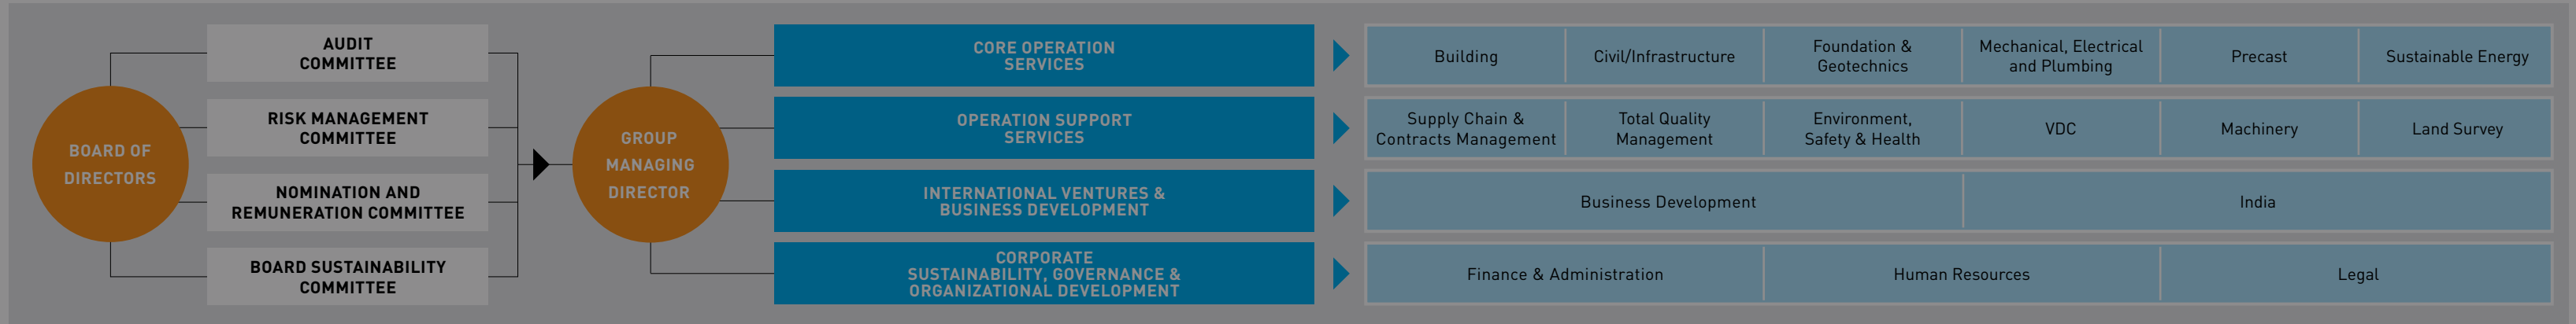 BOARD OF
DIRECTORS
AUDIT
COMMITTEE
RISK MANAGEMENT
COMMITTEE
NOMINATION AND
REMUNERATION COMMITTEE
BOARD SUSTAINABILITY
COMMITTEE
GROUP
MANAGING
DIRECTOR
CORE OPERATION
SERVICES
Building
Civil/Infrastructure
Foundation &
Geotechnics
Mechanical, Electrical
and Plumbing
Precast
Sustainable Energy
OPERATION SUPPORT
SERVICES
Supply Chain &
Contracts Management
Total Quality
Management
Environment,
Safety & Health
VDC
Machinery
Land Survey
INTERNATIONAL VENTURES &
BUSINESS DEVELOPMENT
Business Development
India
CORPORATE
SUSTAINABILITY, GOVERNANCE &
ORGANIZATIONAL DEVELOPMENT
Finance & Administration
Human Resources
Legal